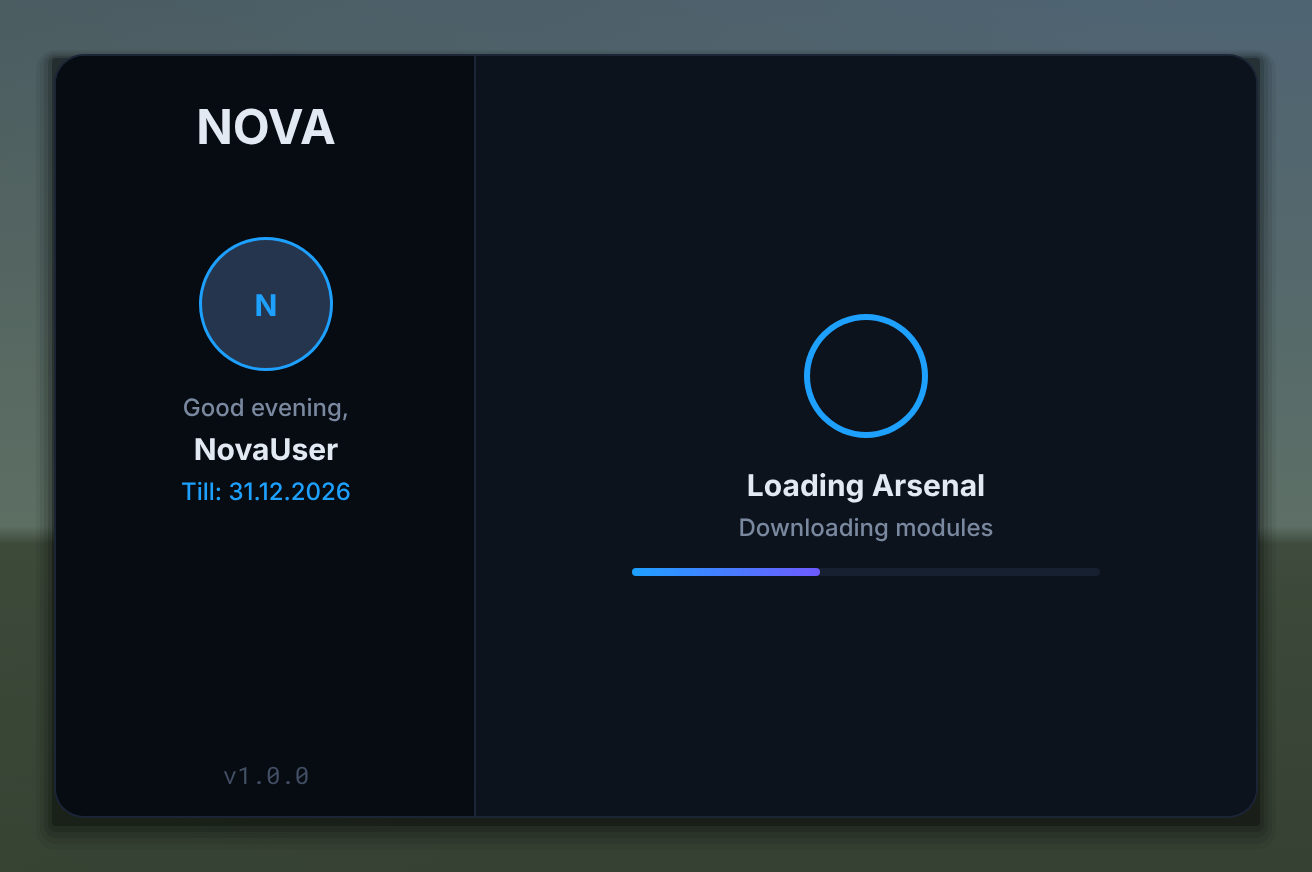 NOVA
N
Good evening,
NovaUser
Till: 31.12.2026
v1.0.0
Loading Arsenal
Downloading modules